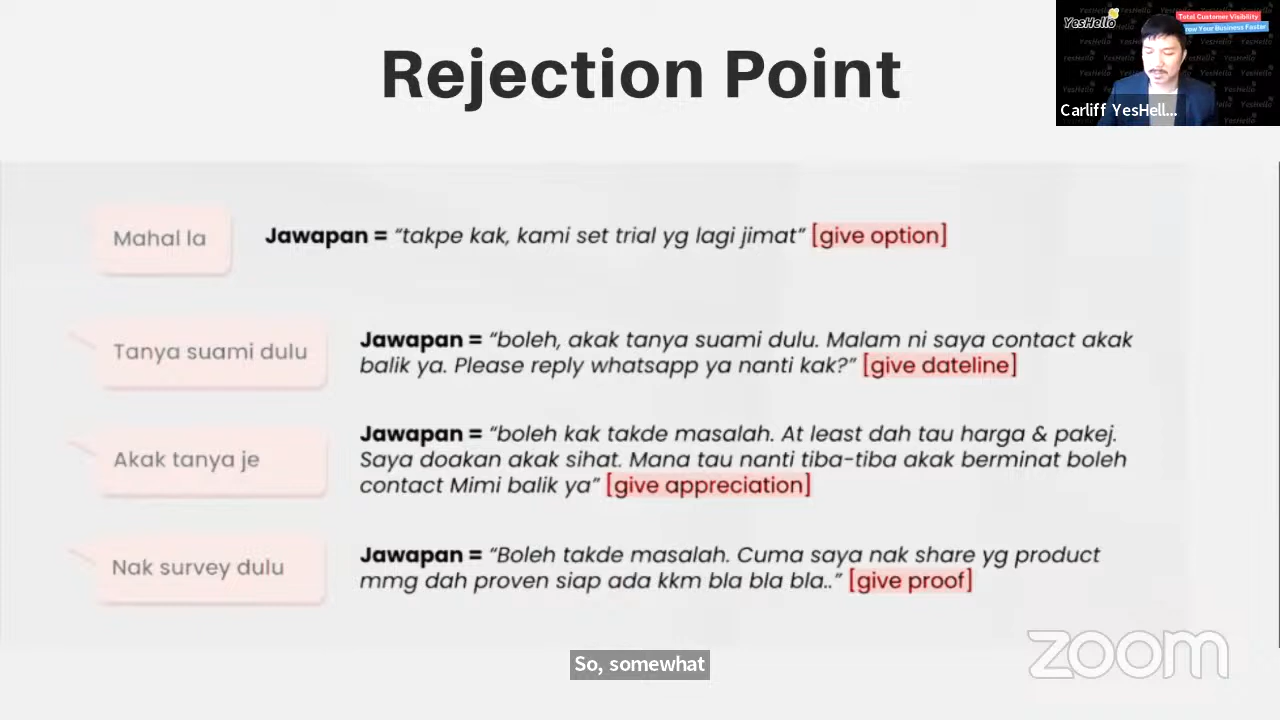 Rejection Point
YesHello
Total Customer Visibility
Grow Your Business Faster
Carliff YesHell...
Mahal la
Jawapan = “takpe kak, kami set trial yg lagi jimat” [give option]
Tanya suami dulu
Jawapan = “boleh, akak tanya suami dulu. Malam ni saya contact akak
balik ya. Please reply whatsapp ya nanti kak?” [give dateline]
Akak tanya je
Jawapan = “boleh kak takde masalah. At least dah tau harga & pakej.
Saya doakan akak sihat. Mana tau nanti tiba-tiba akak berminat boleh
contact Mimi balik ya” [give appreciation]
Nak survey dulu
Jawapan = “Boleh takde masalah. Cuma saya nak share yg product
mmg dah proven siap ada kkm bla bla bla..” [give proof]
So, somewhat
zoom